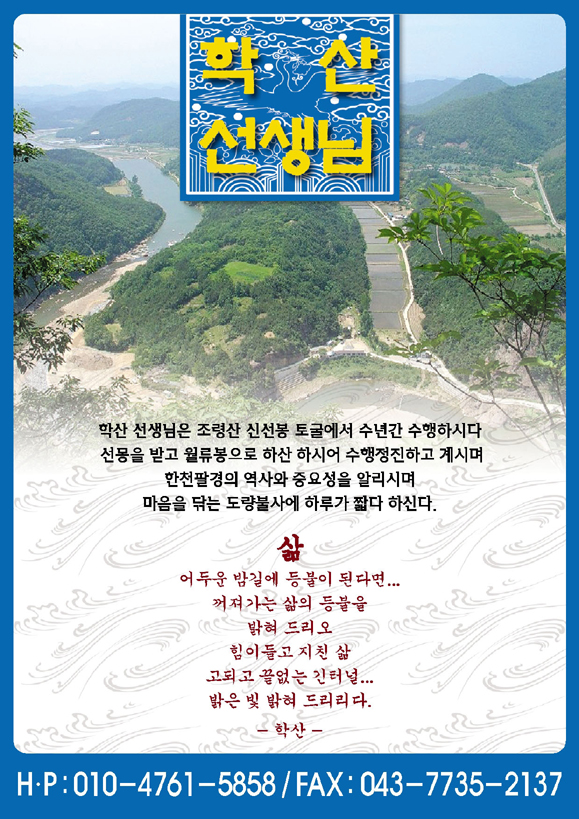 학 산
선생님
학산 선생님은 조령산 신선봉 토굴에서 수년간 수행하시다
선몽을 받고 월류봉으로 하산 하시어 수행정진하고 계시며
한천팔경의 역사와 중요성을 알리시며
마음을 닦는 도량불사에 하루가 짧다 하신다.
삶
어두운 밤길에 등불이 된다면...
꺼져가는 삶의 등불을
밝혀 드리오
힘이들고 지친 삶
고되고 끝없는 긴터널...
밝은 빛 밝혀 드리리다.
– 학산 –
H·P : 010-4761-5858 / FAX : 043-7735-2137